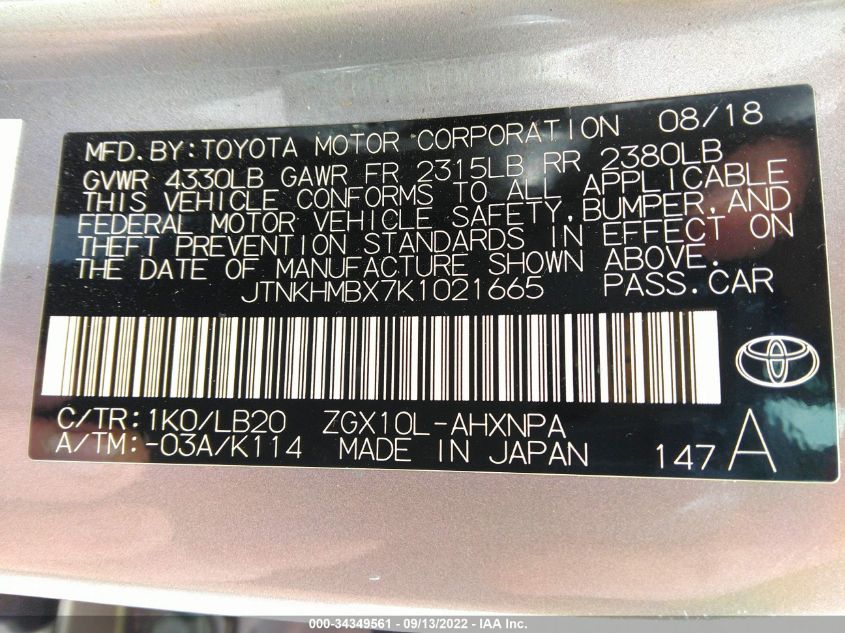 MFD.BY:TOYOTA MOTOR CORPORATION 08/18
GVWR 4330LB GAWR FR 2315LB RR 2380LB
THIS VEHICLE CONFORMS TO ALL APPLICABLE
FEDERAL MOTOR VEHICLE SAFETY,BUMPER,AND
THEFT PREVENTION STANDARDS IN EFFECT ON
THE DATE OF MANUFACTURE SHOWN ABOVE.
JTNKHMBX7K1021665 PASS.CAR
C/TR:1K0/LB20 ZGX10L-AHXNPA
A/TM:-03A/K114 MADE IN JAPAN 147 A
000-34349561 - 09/13/2022 - IAA Inc.